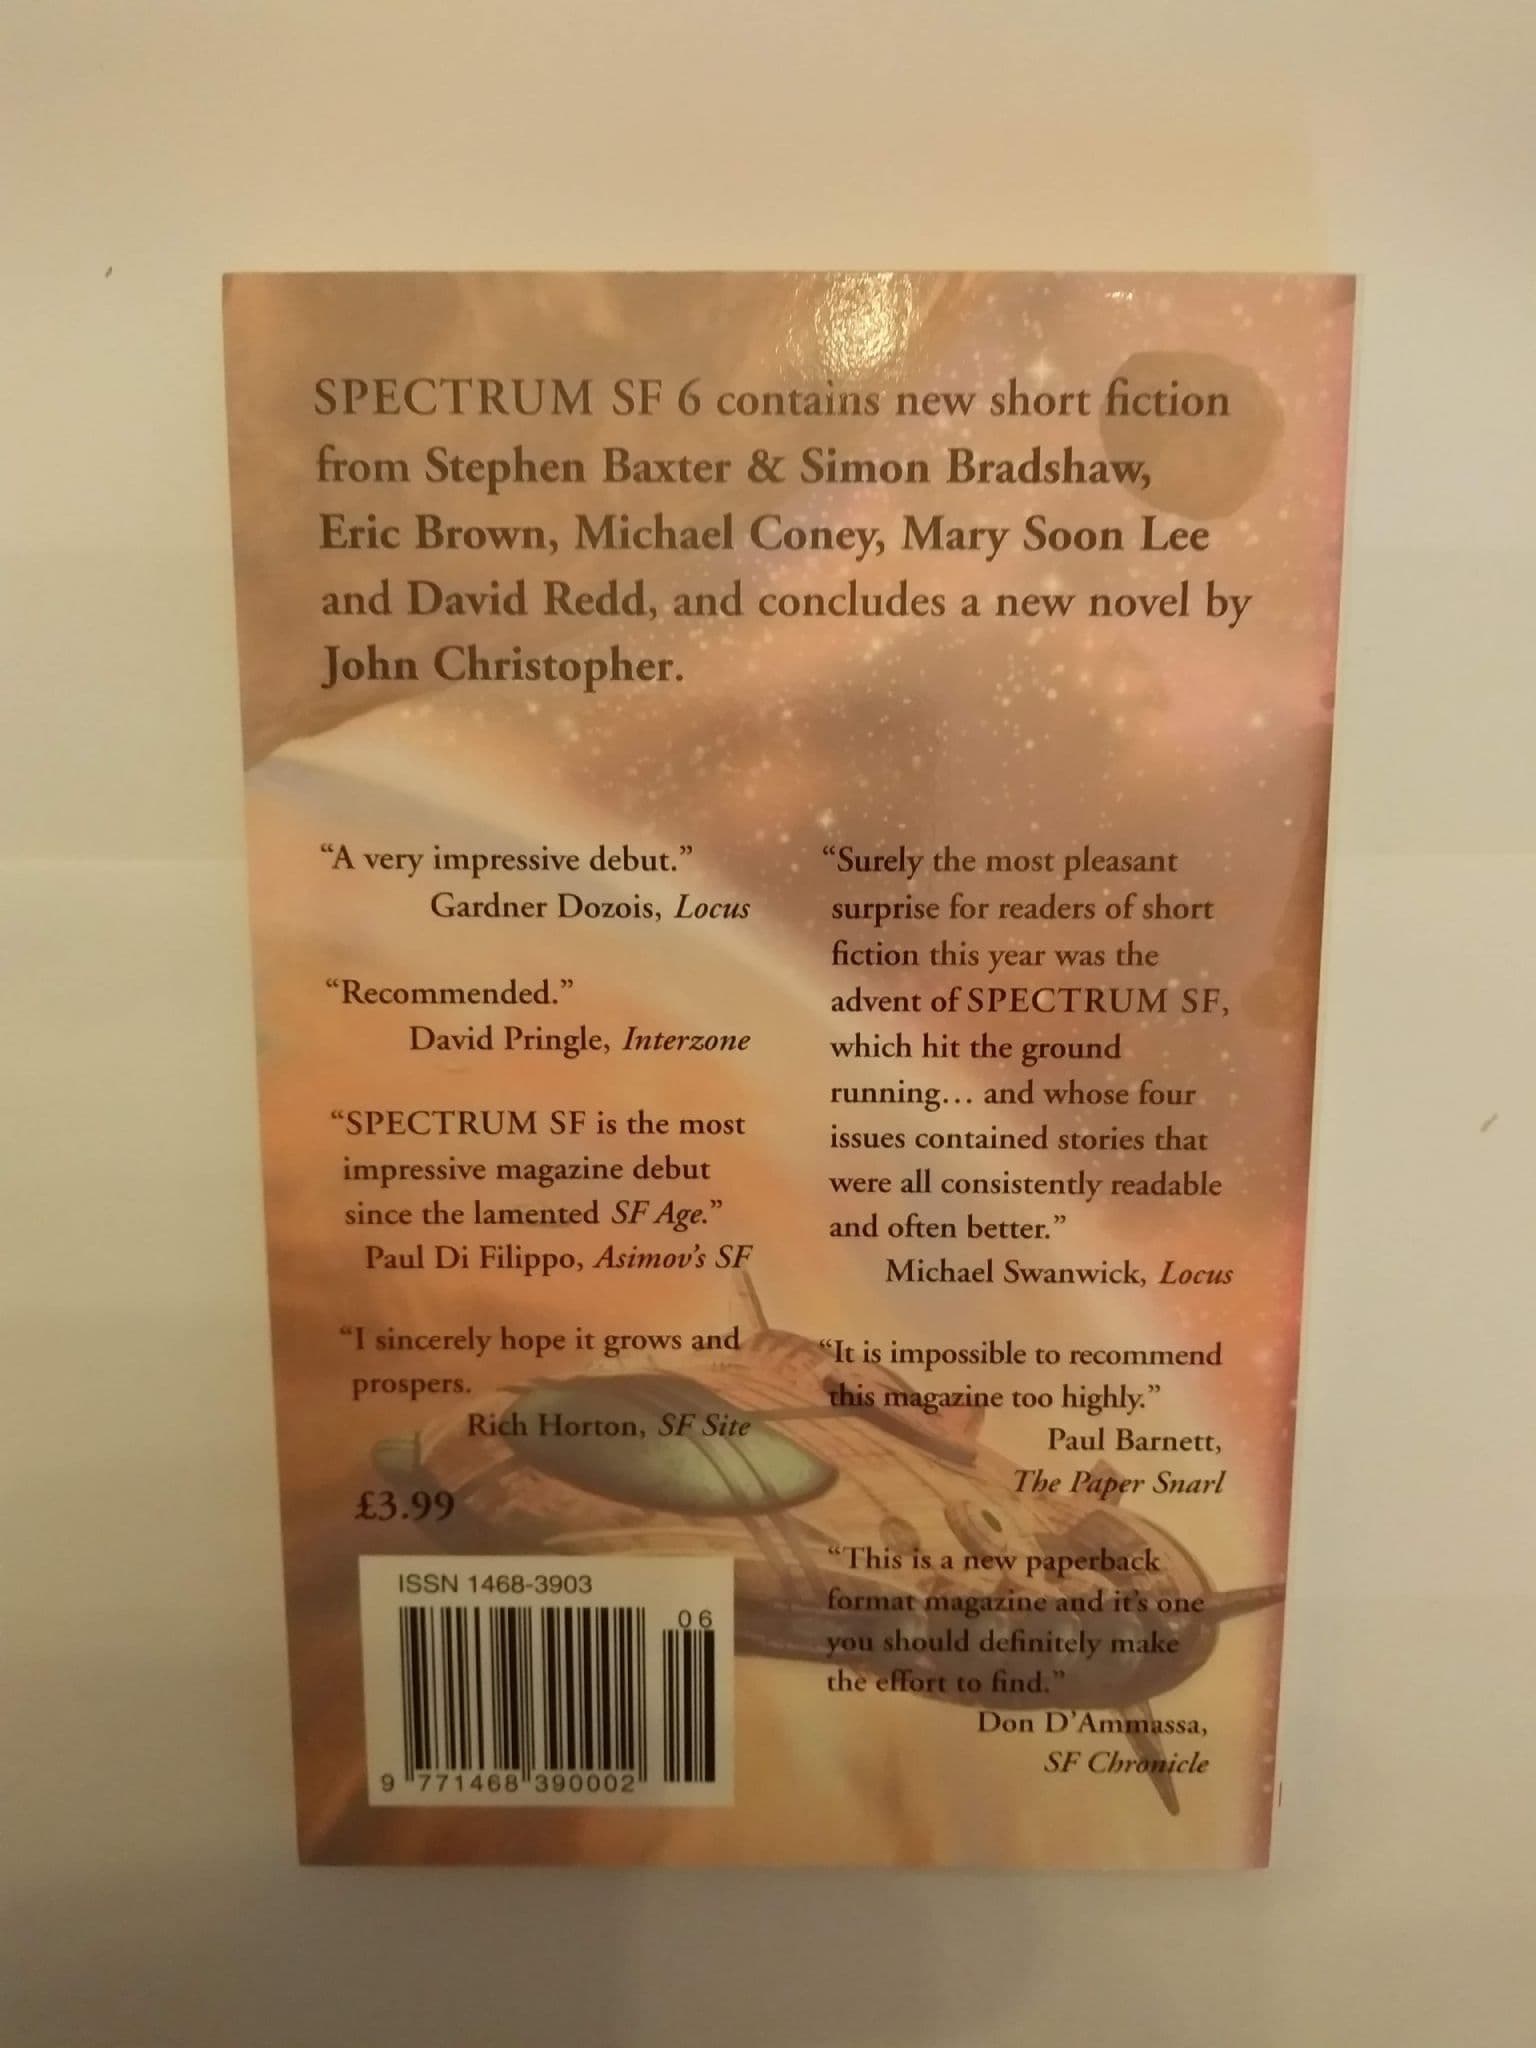 SPECTRUM SF 6 contains new short fiction
from Stephen Baxter & Simon Bradshaw,
Eric Brown, Michael Coney, Mary Soon Lee
and David Redd, and concludes a new novel by
John Christopher.
“A very impressive debut.”
Gardner Dozois, Locus
“Recommended.”
David Pringle, Interzone
“SPECTRUM SF is the most
impressive magazine debut
since the lamented SF Age.”
Paul Di Filippo, Asimov’s SF
“I sincerely hope it grows and
prospers.
Rich Horton, SF Site
£3.99
ISSN 1468-3903
06
9 771468 390002
“Surely the most pleasant
surprise for readers of short
fiction this year was the
advent of SPECTRUM SF,
which hit the ground
running… and whose four
issues contained stories that
were all consistently readable
and often better.”
Michael Swanwick, Locus
“It is impossible to recommend
this magazine too highly.”
Paul Barnett,
The Paper Snarl
“This is a new paperback
format magazine and it’s one
you should definitely make
the effort to find.”
Don D’Ammassa,
SF Chronicle